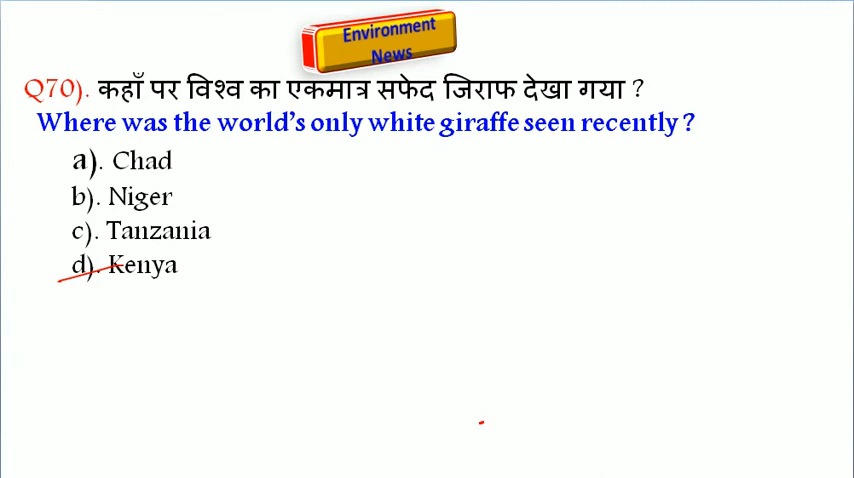 Environment
News
Q70). कहाँ पर विश्व का एकमात्र सफेद जिराफ देखा गया ?
Where was the world's only white giraffe seen recently ?
a). Chad
b). Niger
c). Tanzania
d). Kenya